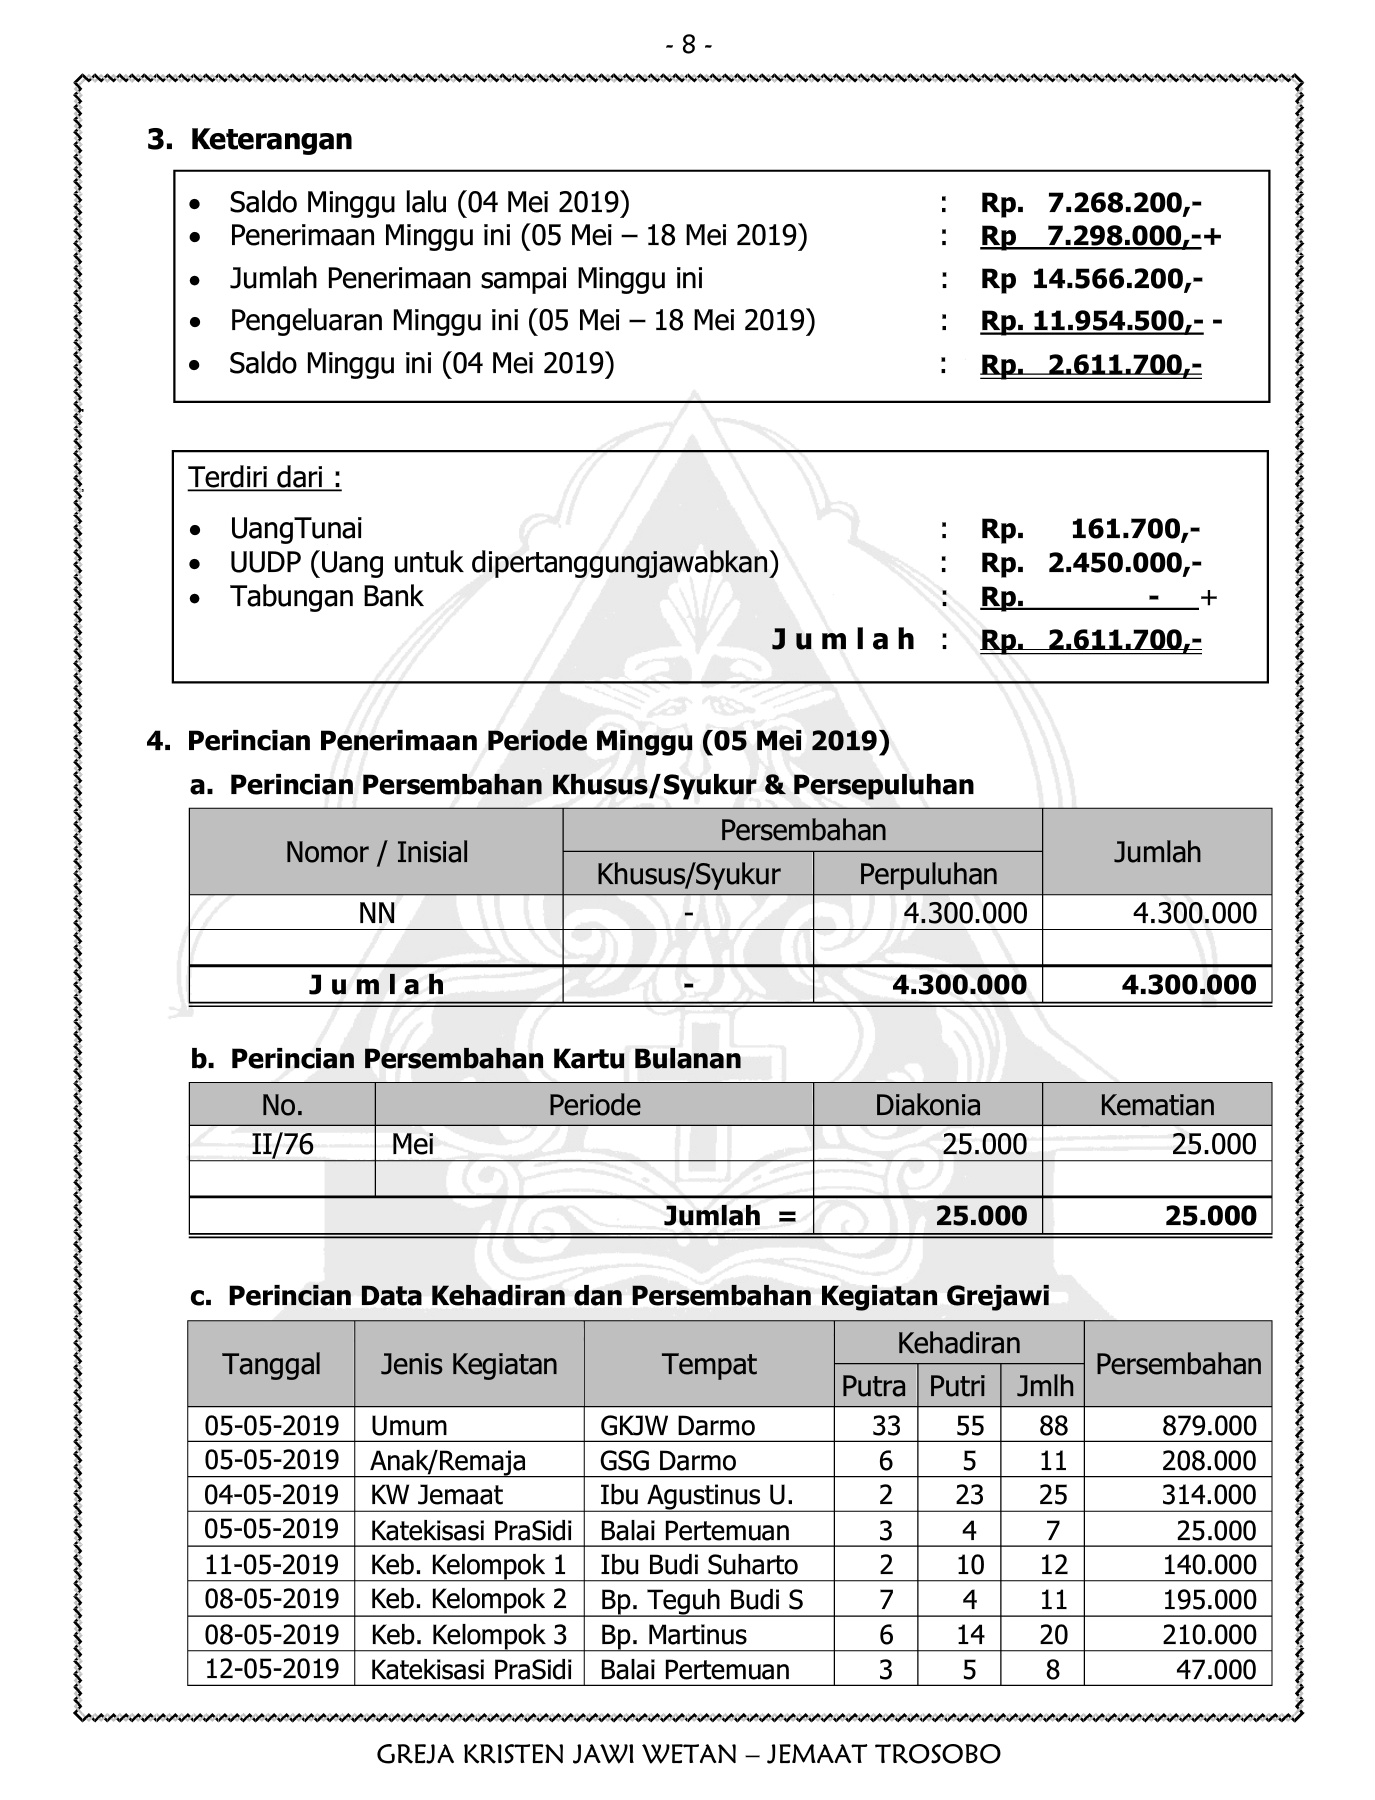 - 8 -
3. Keterangan
• Saldo Minggu lalu (04 Mei 2019) : Rp. 7.268.200,-
• Penerimaan Minggu ini (05 Mei – 18 Mei 2019) : Rp 7.298.000,-+
• Jumlah Penerimaan sampai Minggu ini : Rp 14.566.200,-
• Pengeluaran Minggu ini (05 Mei – 18 Mei 2019) : Rp. 11.954.500,- -
• Saldo Minggu ini (04 Mei 2019) : Rp. 2.611.700,-
Terdiri dari :
• UangTunai : Rp. 161.700,-
• UUDP (Uang untuk dipertanggungjawabkan) : Rp. 2.450.000,-
• Tabungan Bank : Rp. - +
J u m l a h : Rp. 2.611.700,-
4. Perincian Penerimaan Periode Minggu (05 Mei 2019)
a. Perincian Persembahan Khusus/Syukur & Persepuluhan
Nomor / Inisial Persembahan Jumlah
Khusus/Syukur Perpuluhan
NN - 4.300.000 4.300.000
J u m l a h - 4.300.000 4.300.000
b. Perincian Persembahan Kartu Bulanan
No. Periode Diakonia Kematian
II/76 Mei 25.000 25.000
Jumlah = 25.000 25.000
c. Perincian Data Kehadiran dan Persembahan Kegiatan Grejawi
Tanggal Jenis Kegiatan Tempat Kehadiran Persembahan
Putra Putri Jmlh
05-05-2019 Umum GKJW Darmo 33 55 88 879.000
05-05-2019 Anak/Remaja GSG Darmo 6 5 11 208.000
04-05-2019 KW Jemaat Ibu Agustinus U. 2 23 25 314.000
05-05-2019 Katekisasi PraSidi Balai Pertemuan 3 4 7 25.000
11-05-2019 Keb. Kelompok 1 Ibu Budi Suharto 2 10 12 140.000
08-05-2019 Keb. Kelompok 2 Bp. Teguh Budi S 7 4 11 195.000
08-05-2019 Keb. Kelompok 3 Bp. Martinus 6 14 20 210.000
12-05-2019 Katekisasi PraSidi Balai Pertemuan 3 5 8 47.000
GREJA KRISTEN JAWI WETAN – JEMAAT TROSOBO